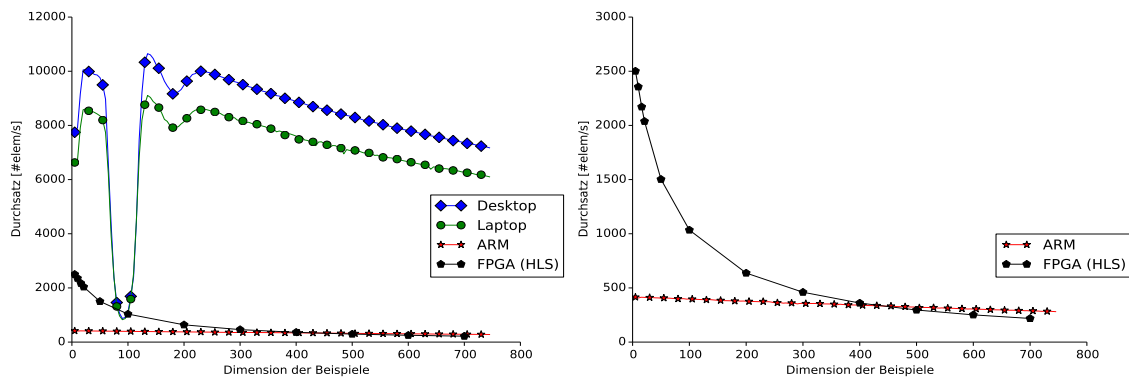 12000
10000
8000
6000
4000
2000
0
Durchsatz [#elem/s]
0 100 200 300 400 500 600 700 800
Dimension der Beispiele
Desktop
Laptop
ARM
FPGA (HLS)
3000
2500
2000
1500
1000
500
0
Durchsatz [#elem/s]
0 100 200 300 400 500 600 700 800
Dimension der Beispiele
ARM
FPGA (HLS)